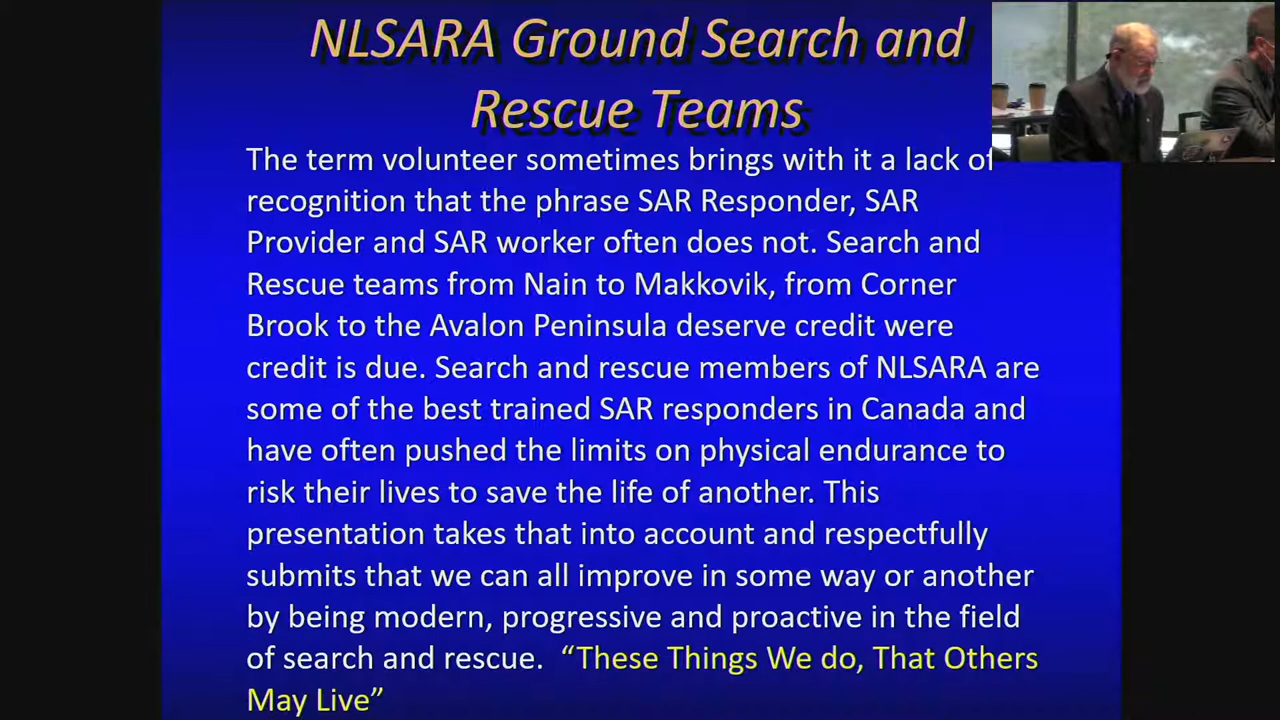 NLSARA Ground Search and
Rescue Teams
The term volunteer sometimes brings with it a lack of
recognition that the phrase SAR Responder, SAR
Provider and SAR worker often does not. Search and
Rescue teams from Nain to Makkovik, from Corner
Brook to the Avalon Peninsula deserve credit were
credit is due. Search and rescue members of NLSARA are
some of the best trained SAR responders in Canada and
have often pushed the limits on physical endurance to
risk their lives to save the life of another. This
presentation takes that into account and respectfully
submits that we can all improve in some way or another
by being modern, progressive and proactive in the field
of search and rescue. “These Things We do, That Others
May Live”